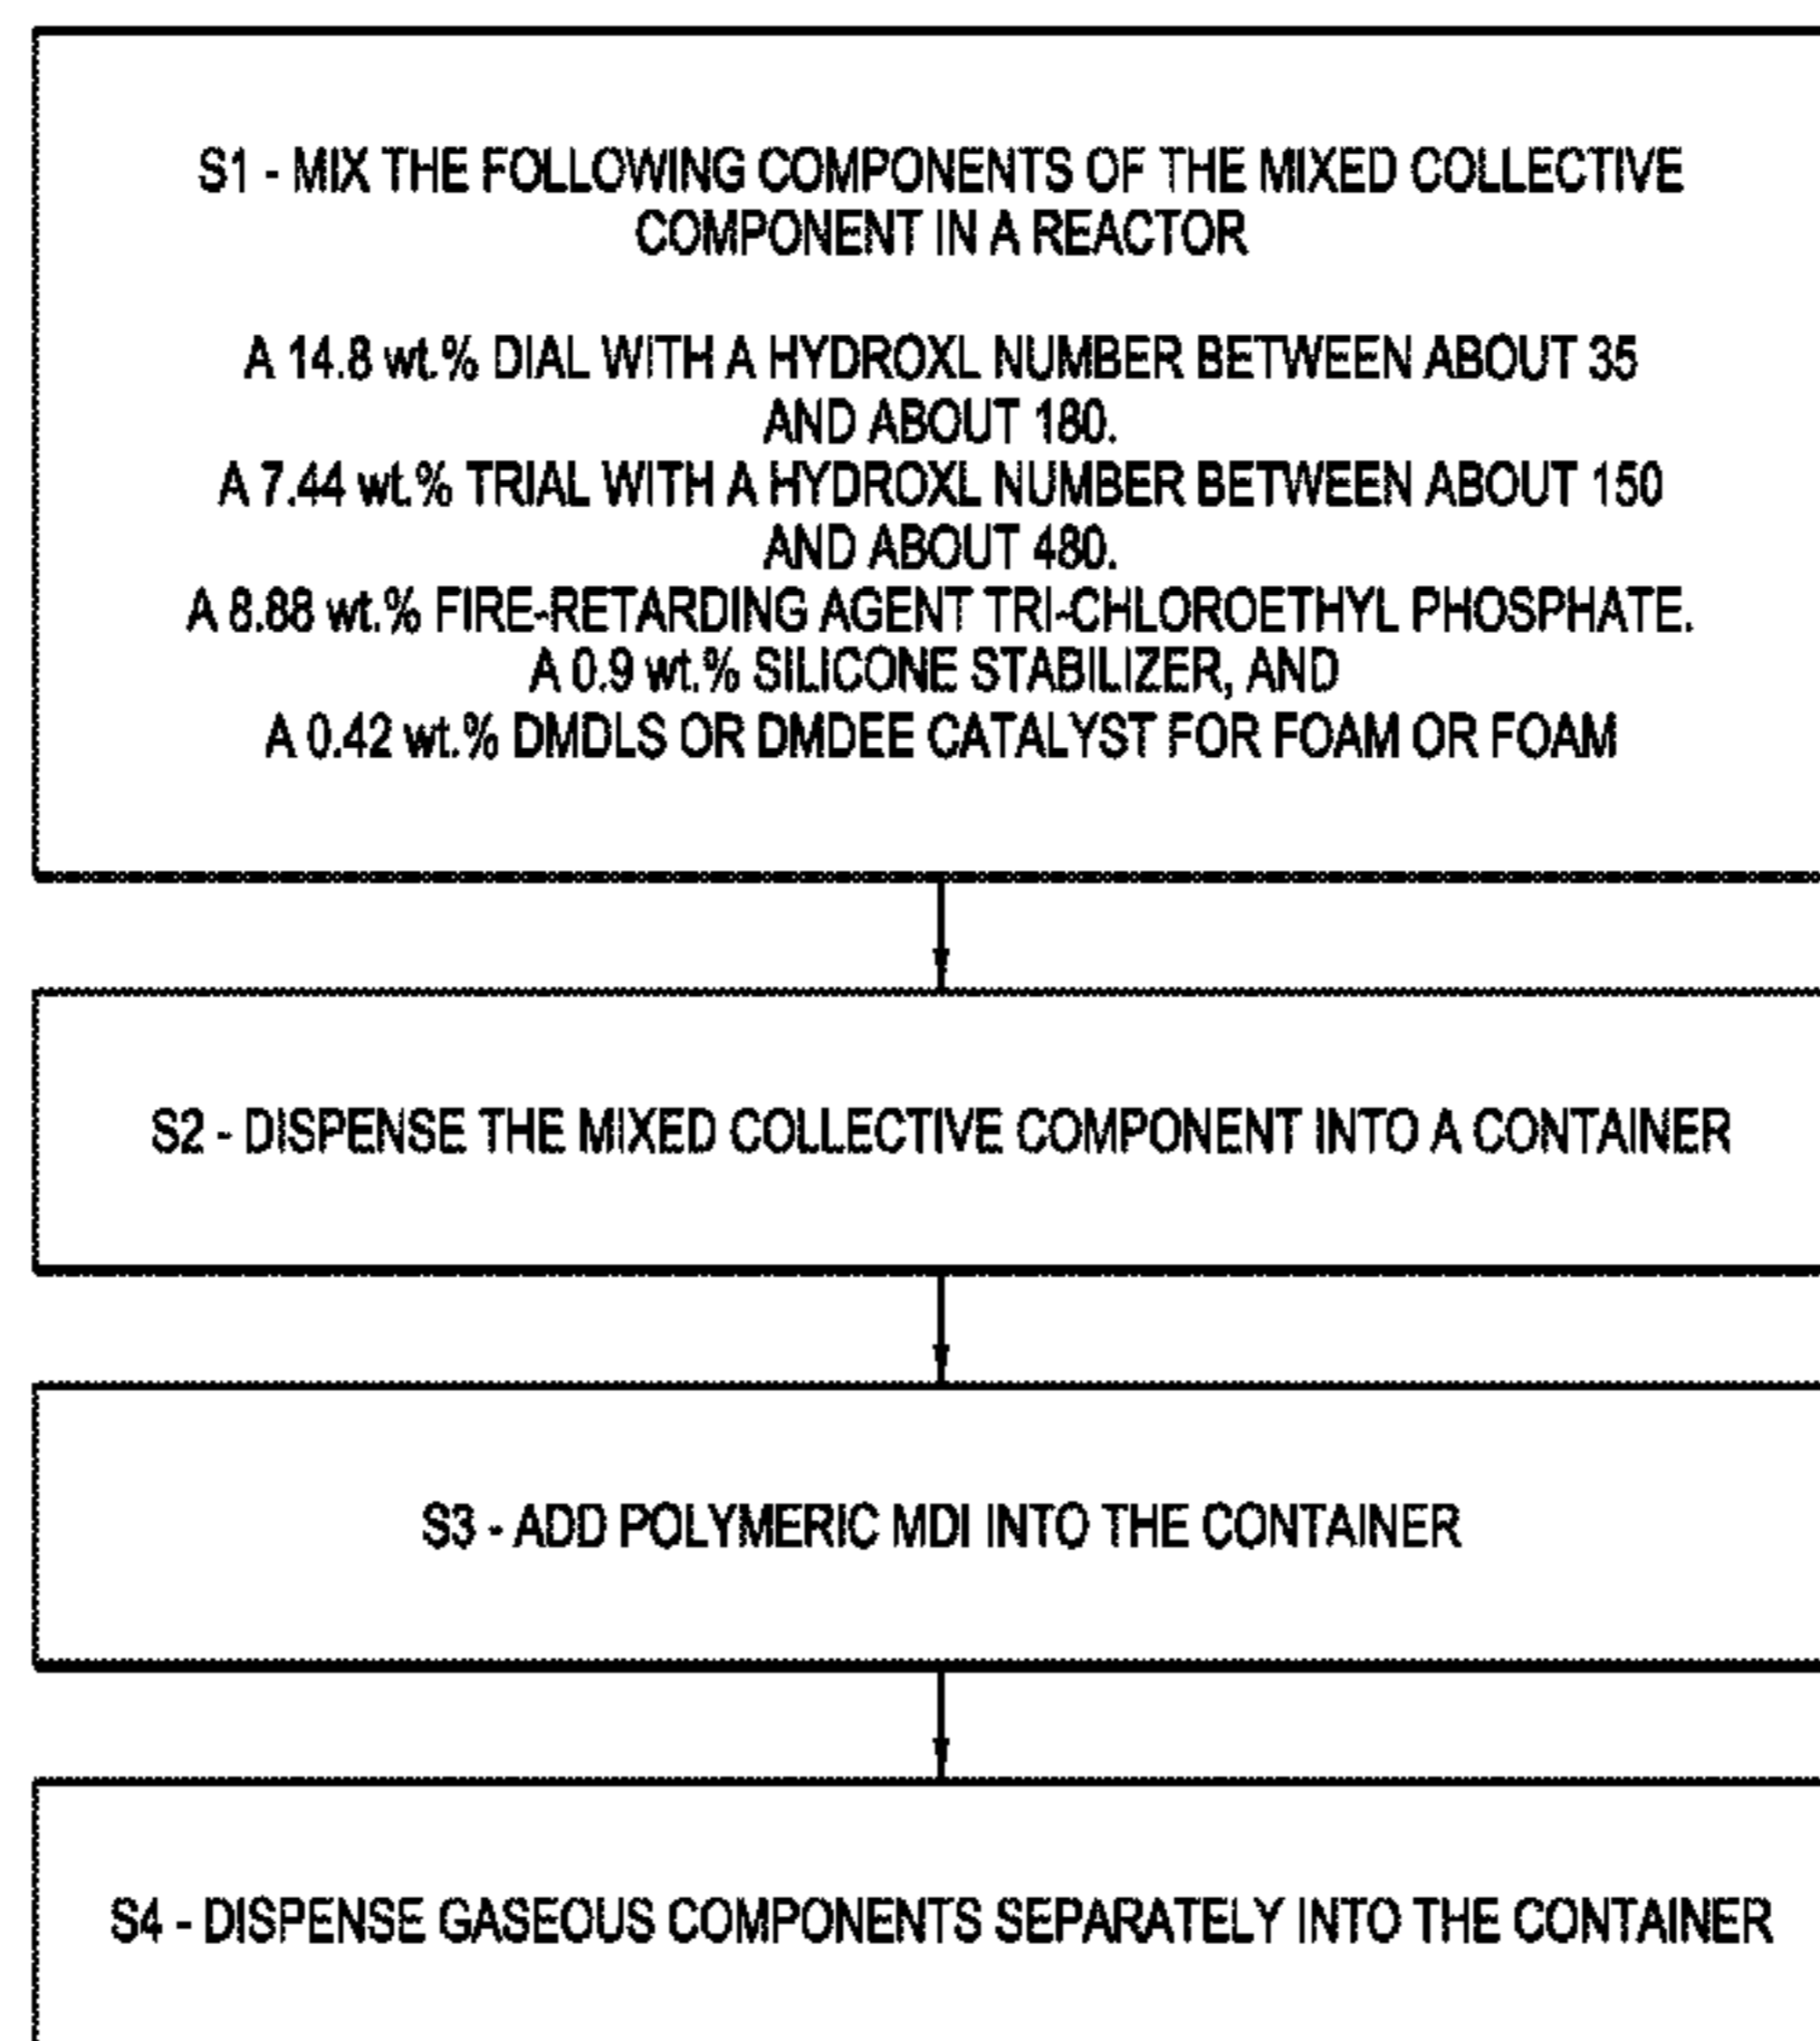 S1 - MIX THE FOLLOWING COMPONENTS OF THE MIXED COLLECTIVE
COMPONENT IN A REACTOR
A 14.8 wt.% DIAL WITH A HYDROXL NUMBER BETWEEN ABOUT 35
AND ABOUT 180.
A 7.44 wt.% TRIAL WITH A HYDROXL NUMBER BETWEEN ABOUT 150
AND ABOUT 480.
A 8.88 wt.% FIRE-RETARDING AGENT TRI-CHLOROETHYL PHOSPHATE.
A 0.9 wt.% SILICONE STABILIZER, AND
A 0.42 wt.% DMDLS OR DMDEE CATALYST FOR FOAM OR FOAM
S2 - DISPENSE THE MIXED COLLECTIVE COMPONENT INTO A CONTAINER
S3 - ADD POLYMERIC MDI INTO THE CONTAINER
S4 - DISPENSE GASEOUS COMPONENTS SEPARATELY INTO THE CONTAINER